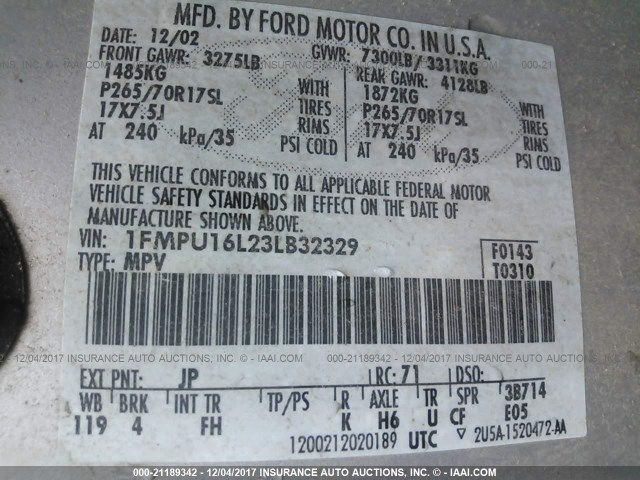 MFD. BY FORD MOTOR CO. IN U.S.A.
DATE: 12/02 GVWR: 7300LB/ 3311KG
FRONT GAWR: 3275LB REAR GAWR: 4128LB
1485KG WITH 1872KG WITH
P265/70R17SL TIRES P265/70R17SL TIRES
17X7.5J RIMS 17X7.5J RIMS
AT 240 kPa/35 PSI COLD AT 240 kPa/35 PSI COLD
THIS VEHICLE CONFORMS TO ALL APPLICABLE FEDERAL MOTOR
VEHICLE SAFETY STANDARDS IN EFFECT ON THE DATE OF
MANUFACTURE SHOWN ABOVE.
VIN: 1FMPU16L23LB32329 F0143
TYPE: MPV T0310
000-21189342 - 12/04/2017 INSURANCE AUTO AUCTIONS, INC. © - IAAI.COM 000-21189342 - 12/04/2017 INSURANCE AUTO AUCTIONS, INC. © - IAAI.COM
EXT PNT: JP RC: 71 DSO:
WB BRK INT TR TP/PS R AXLE TR SPR 3B714
119 4 FH K H6 U CF E05
1200212020189 UTC ▽ 2U5A-1520472-AA
000-21189342 - 12/04/2017 INSURANCE AUTO AUCTIONS, INC. © - IAAI.COM